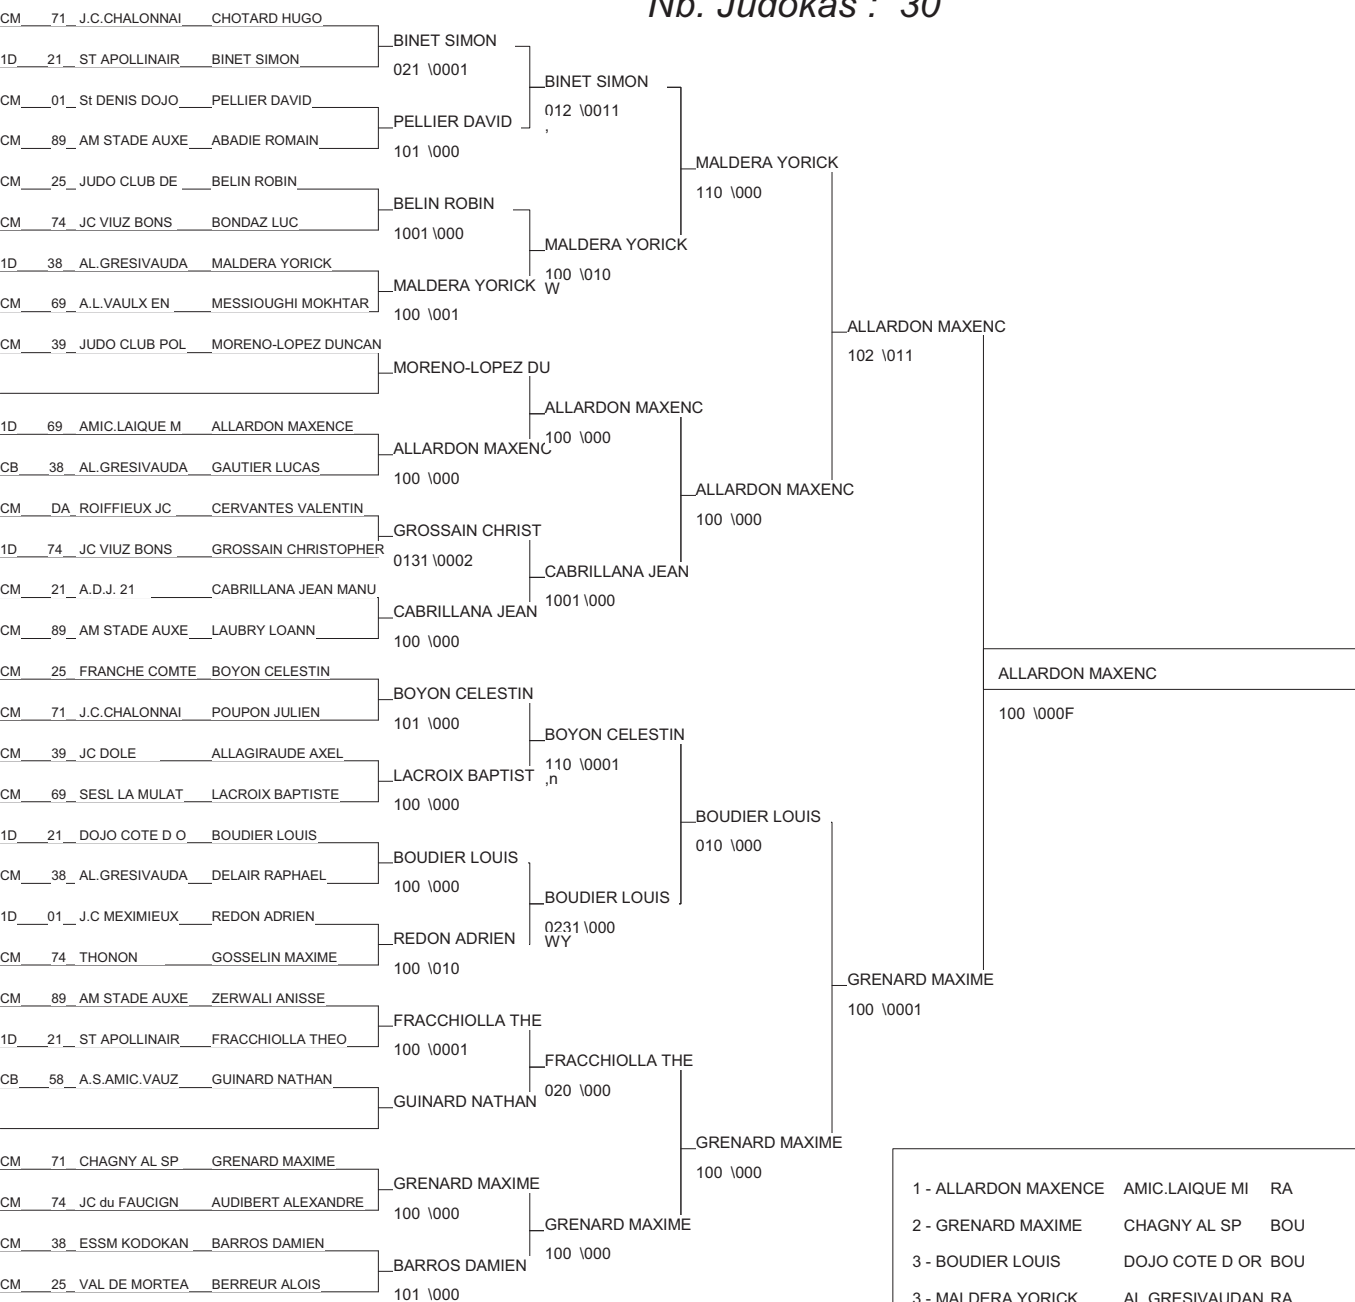 Nb. Judokas : 30
CM 71 J.C.CHALONNAI CHOTARD HUGO
1D 21 ST APOLLINAIR BINET SIMON
CM 01 St DENIS DOJO PELLIER DAVID
CM 89 AM STADE AUXE ABADIE ROMAIN
CM 25 JUDO CLUB DE BELIN ROBIN
CM 74 JC VIUZ BONS BONDAZ LUC
1D 38 AL.GRESIVAUDA MALDERA YORICK
CM 69 A.L.VAULX EN MESSIOUGHI MOKHTAR
CM 39 JUDO CLUB POL MORENO-LOPEZ DUNCAN
1D 69 AMIC.LAIQUE M ALLARDON MAXENCE
CB 38 AL.GRESIVAUDA GAUTIER LUCAS
CM DA ROIFFIEUX JC CERVANTES VALENTIN
1D 74 JC VIUZ BONS GROSSAIN CHRISTOPHER
CM 21 A.D.J. 21 CABRILLANA JEAN MANU
CM 89 AM STADE AUXE LAUBRY LOANN
CM 25 FRANCHE COMTE BOYON CELESTIN
CM 71 J.C.CHALONNAI POUPON JULIEN
CM 39 JC DOLE ALLAGIRAUDE AXEL
CM 69 SESL LA MULAT LACROIX BAPTISTE
1D 21 DOJO COTE D O BOUDIER LOUIS
CM 38 AL.GRESIVAUDA DELAIR RAPHAEL
1D 01 J.C MEXIMIEUX REDON ADRIEN
CM 74 THONON GOSSELIN MAXIME
CM 89 AM STADE AUXE ZERWALI ANISSE
1D 21 ST APOLLINAIR FRACCHIOLLA THEO
CB 58 A.S.AMIC.VAUZ GUINARD NATHAN
CM 71 CHAGNY AL SP GRENARD MAXIME
CM 74 JC du FAUCIGN AUDIBERT ALEXANDRE
CM 38 ESSM KODOKAN BARROS DAMIEN
CM 25 VAL DE MORTEA BERREUR ALOIS
BINET SIMON
021 \0001
PELLIER DAVID
101 \000
BELIN ROBIN
1001 \000
MALDERA YORICK
100 \001
MORENO-LOPEZ DU
ALLARDON MAXENC
100 \000
GROSSAIN CHRIST
0131 \0002
CABRILLANA JEAN
100 \000
BOYON CELESTIN
101 \000
LACROIX BAPTIST
100 \000
BOUDIER LOUIS
100 \000
REDON ADRIEN
100 \010
FRACCHIOLLA THE
100 \0001
GUINARD NATHAN
GRENARD MAXIME
100 \000
BARROS DAMIEN
101 \000
BINET SIMON
012 \0011
,
MALDERA YORICK
100 \010
W
ALLARDON MAXENC
100 \000
CABRILLANA JEAN
1001 \000
BOYON CELESTIN
110 \0001
,n
BOUDIER LOUIS
0231 \000
WY
FRACCHIOLLA THE
020 \000
GRENARD MAXIME
100 \000
MALDERA YORICK
110 \000
ALLARDON MAXENC
100 \000
BOUDIER LOUIS
010 \000
GRENARD MAXIME
100 \000
ALLARDON MAXENC
102 \011
GRENARD MAXIME
100 \0001
ALLARDON MAXENC
100 \000F
1 - ALLARDON MAXENCE AMIC.LAIQUE MI RA
2 - GRENARD MAXIME CHAGNY AL SP BOU
3 - BOUDIER LOUIS DOJO COTE D OR BOU
3 - MALDERA YORICK AL.GRESIVAUDAN RA